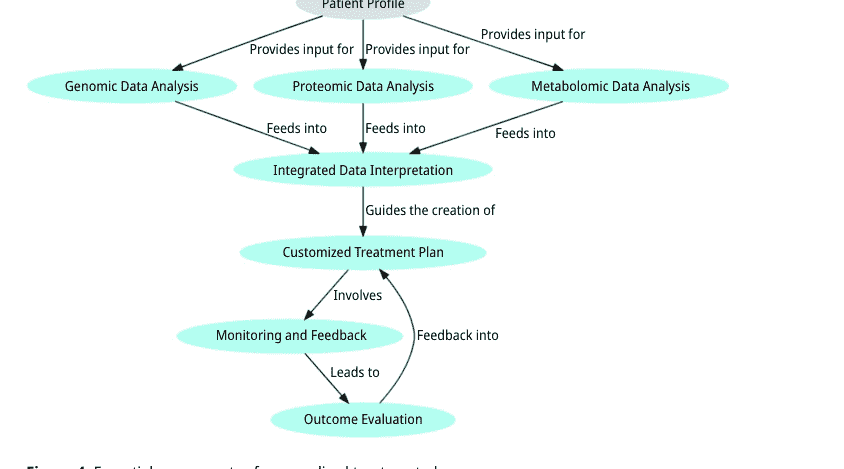 Patient Profile
Provides input for
Provides input for
Provides input for
Genomic Data Analysis
Proteomic Data Analysis
Metabolomic Data Analysis
Feeds into
Feeds into
Feeds into
Integrated Data Interpretation
Guides the creation of
Customized Treatment Plan
Involves
Monitoring and Feedback
Feedback into
Leads to
Outcome Evaluation